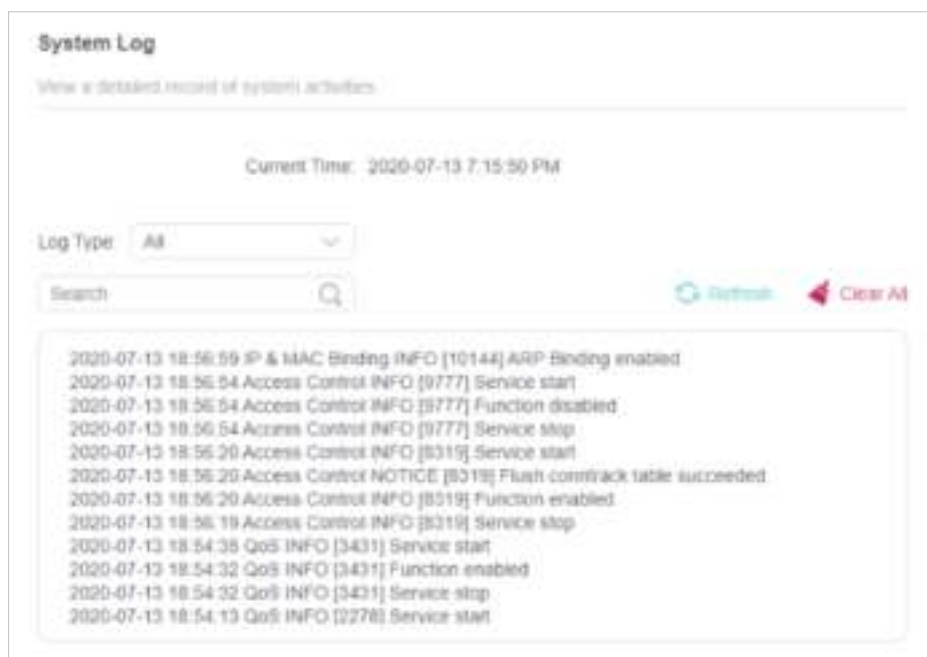 System Log
View a detailed record of system activities.
Current Time: 2020-07-13 7:15:50 PM
Log Type: All
Search
Refresh
Clear All
2020-07-13 18:56:59 IP & MAC Binding INFO [10144] ARP Binding enabled
2020-07-13 18:56:54 Access Control INFO [9777] Service start
2020-07-13 18:56:54 Access Control INFO [9777] Function disabled
2020-07-13 18:56:54 Access Control INFO [9777] Service stop
2020-07-13 18:56:20 Access Control INFO [8319] Service start
2020-07-13 18:56:20 Access Control NOTICE [8319] Flush conntrack table succeeded
2020-07-13 18:56:20 Access Control INFO [8319] Function enabled
2020-07-13 18:56:19 Access Control INFO [8319] Service stop
2020-07-13 18:54:35 QoS INFO [3431] Service start
2020-07-13 18:54:32 QoS INFO [3431] Function enabled
2020-07-13 18:54:32 QoS INFO [3431] Service stop
2020-07-13 18:54:13 QoS INFO [2278] Service start